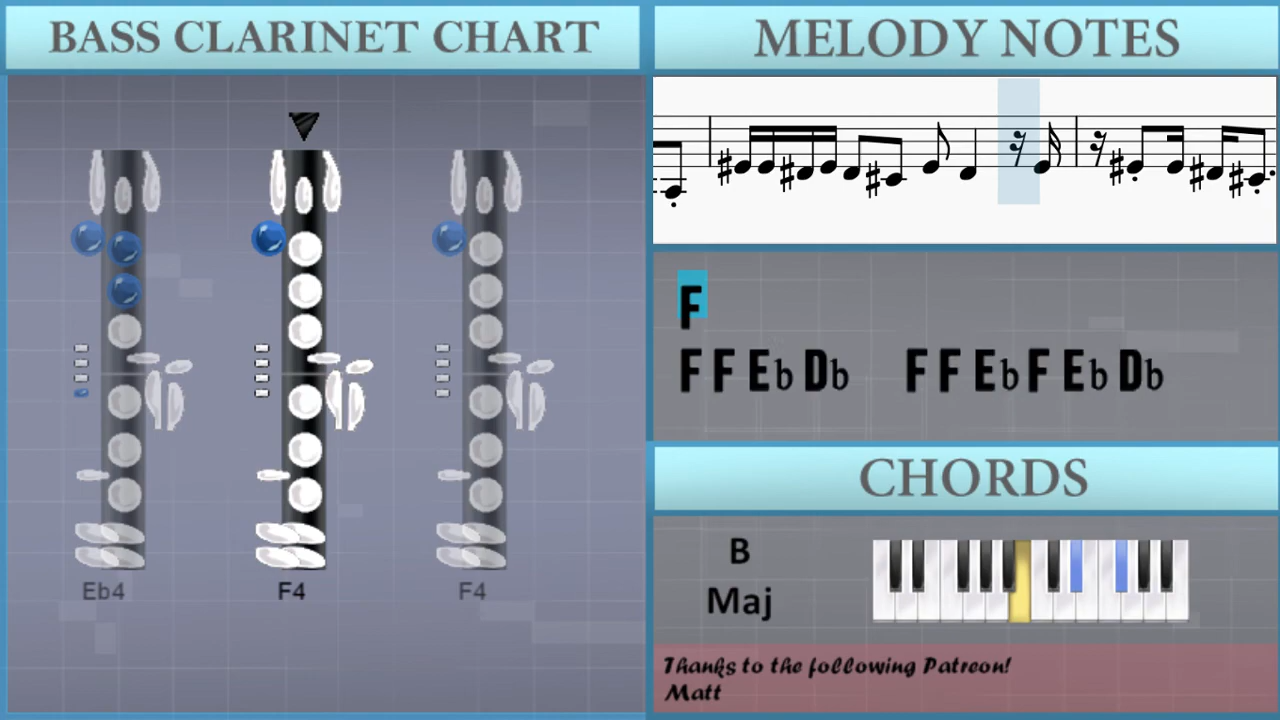 BASS CLARINET CHART
Eb4
F4
F4
MELODY NOTES
F
F F Eb Db F F Eb F Eb Db
CHORDS
B
Maj
Thanks to the following Patreon!
Matt